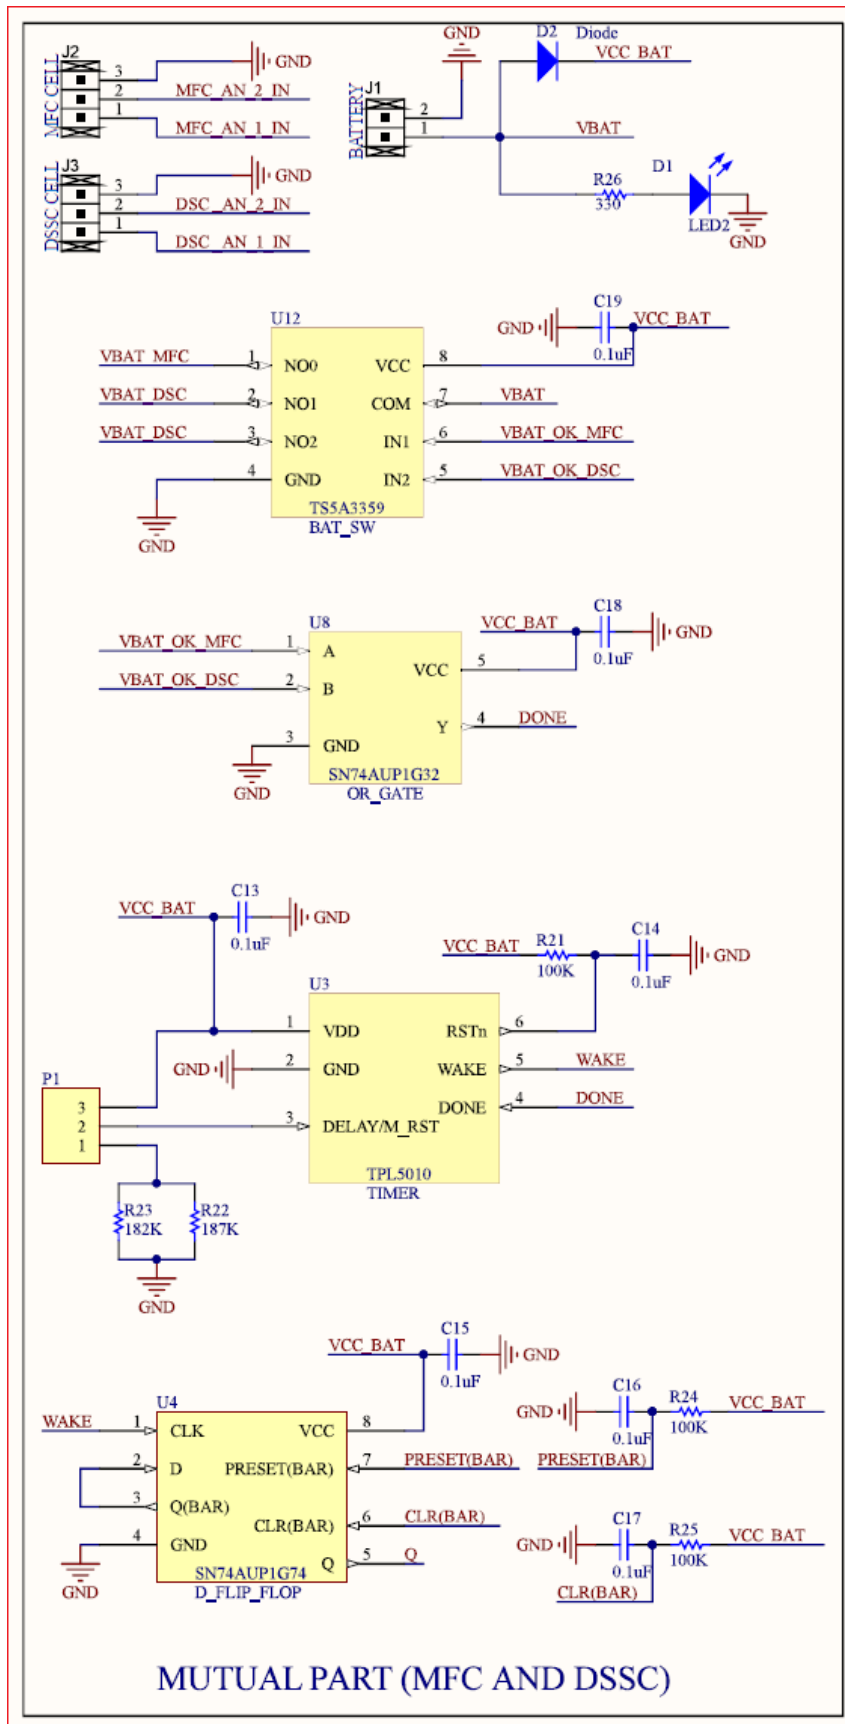 J2
MFC CELL
3
2
1
GND
MFC_AN_2_IN
MFC_AN_1_IN
J3
DSSC CELL
3
2
1
GND
DSC_AN_2_IN
DSC_AN_1_IN
GND
J1
BATTERY
2
1
D2
Diode
VCC_BAT
VBAT
R26
330
D1
LED2
GND
U12
VBAT_MFC
1
NO0
VBAT_DSC
2
NO1
VBAT_DSC
3
NO2
4
GND
GND
VCC
8
COM
7
VBAT
IN1
6
VBAT_OK_MFC
IN2
5
VBAT_OK_DSC
TS5A3359
BAT_SW
GND
C19
0.1uF
VCC_BAT
U8
VBAT_OK_MFC
1
A
VBAT_OK_DSC
2
B
3
GND
GND
VCC
5
Y
4
DONE
SN74AUP1G32
OR_GATE
VCC_BAT
C18
0.1uF
GND
VCC_BAT
C13
0.1uF
GND
VCC_BAT
R21
100K
C14
0.1uF
GND
U3
1
VDD
GND
2
GND
3
DELAY/M_RST
RSTn
6
WAKE
5
WAKE
DONE
4
DONE
TPL5010
TIMER
P1
3
2
1
R23
182K
R22
187K
GND
VCC_BAT
C15
0.1uF
GND
U4
WAKE
1
CLK
2
D
3
Q(BAR)
4
GND
GND
VCC
8
PRESET(BAR)
7
PRESET(BAR)
CLR(BAR)
6
CLR(BAR)
Q
5
Q
SN74AUP1G74
D_FLIP_FLOP
GND
C16
0.1uF
R24
100K
VCC_BAT
PRESET(BAR)
GND
C17
0.1uF
R25
100K
VCC_BAT
CLR(BAR)
MUTUAL PART (MFC AND DSSC)